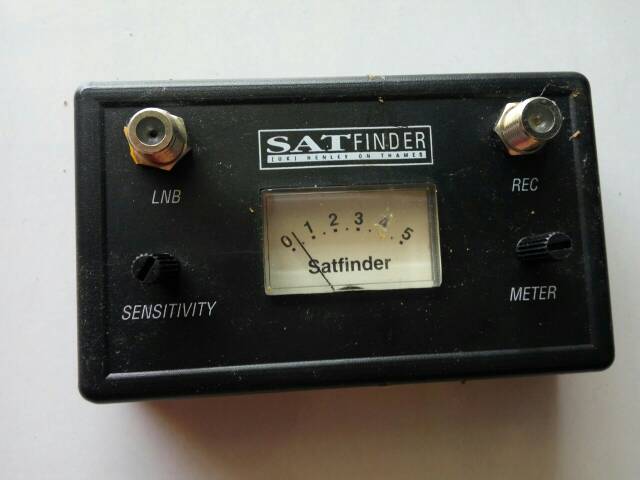 SATFINDER
[UK] HENLEY ON THAMES
LNB
REC
0 1 2 3 4 5
Satfinder
SENSITIVITY
METER